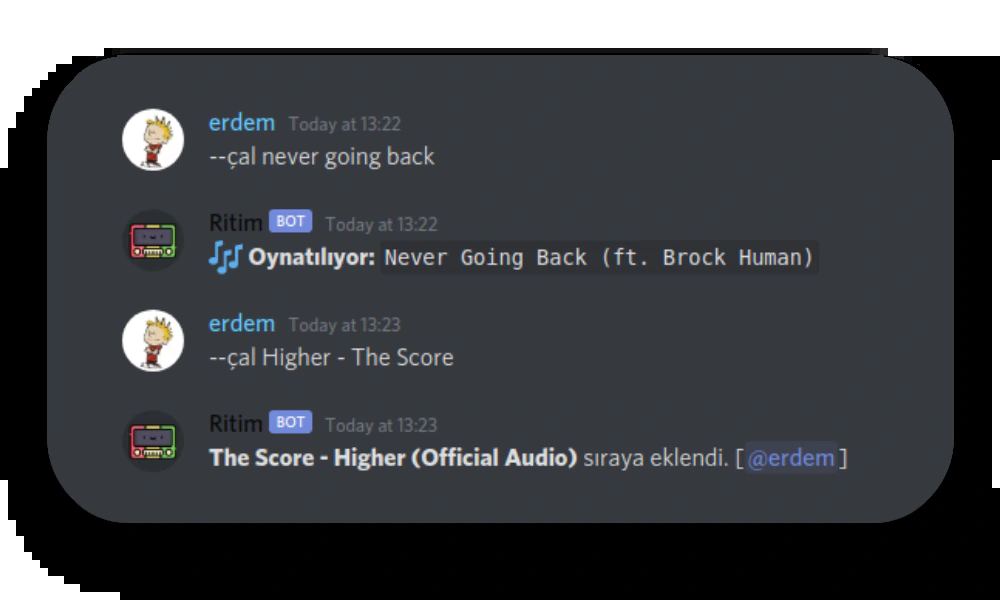 erdem Today at 13:22
--çal never going back
Ritim BOT Today at 13:22
🎶 Oynatılıyor: Never Going Back (ft. Brock Human)
erdem Today at 13:23
--çal Higher - The Score
Ritim BOT Today at 13:23
The Score - Higher (Official Audio) sıraya eklendi. [@erdem]